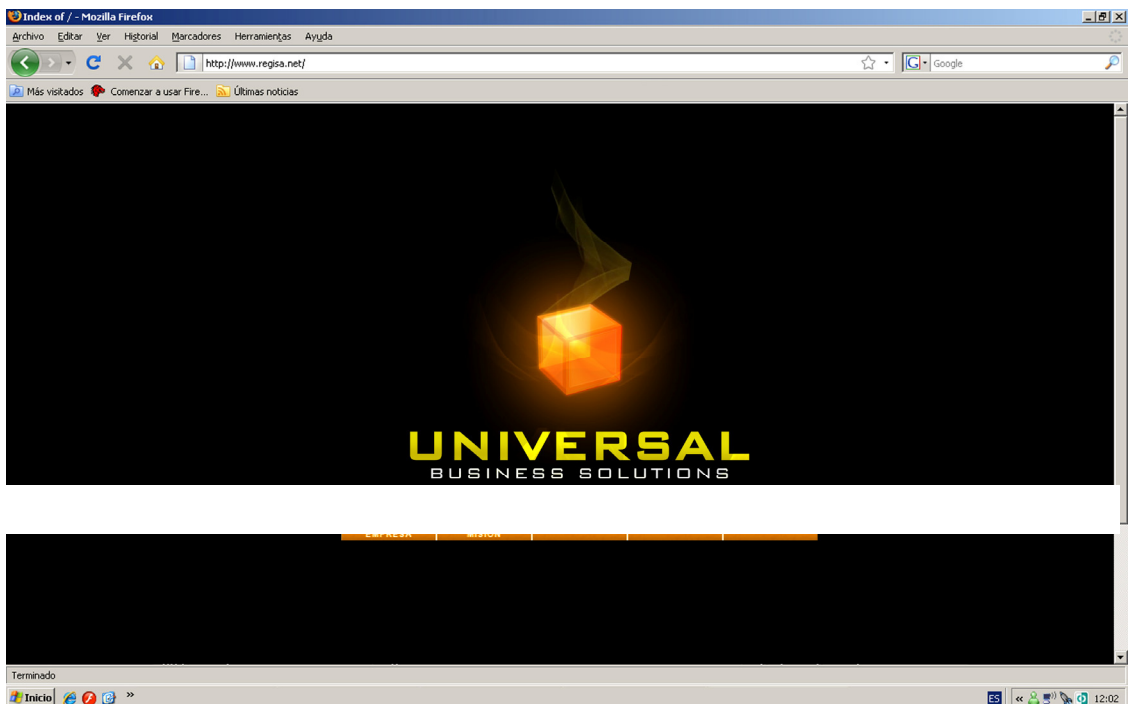 Index of / - Mozilla Firefox
Archivo Editar Ver Historial Marcadores Herramientas Ayuda
http://www.regisa.net/
Google
Más visitados Comenzar a usar Fire... Últimas noticias
UNIVERSAL
BUSINESS SOLUTIONS
EMPRESA MISION
Terminado
Inicio » ES « 12:02